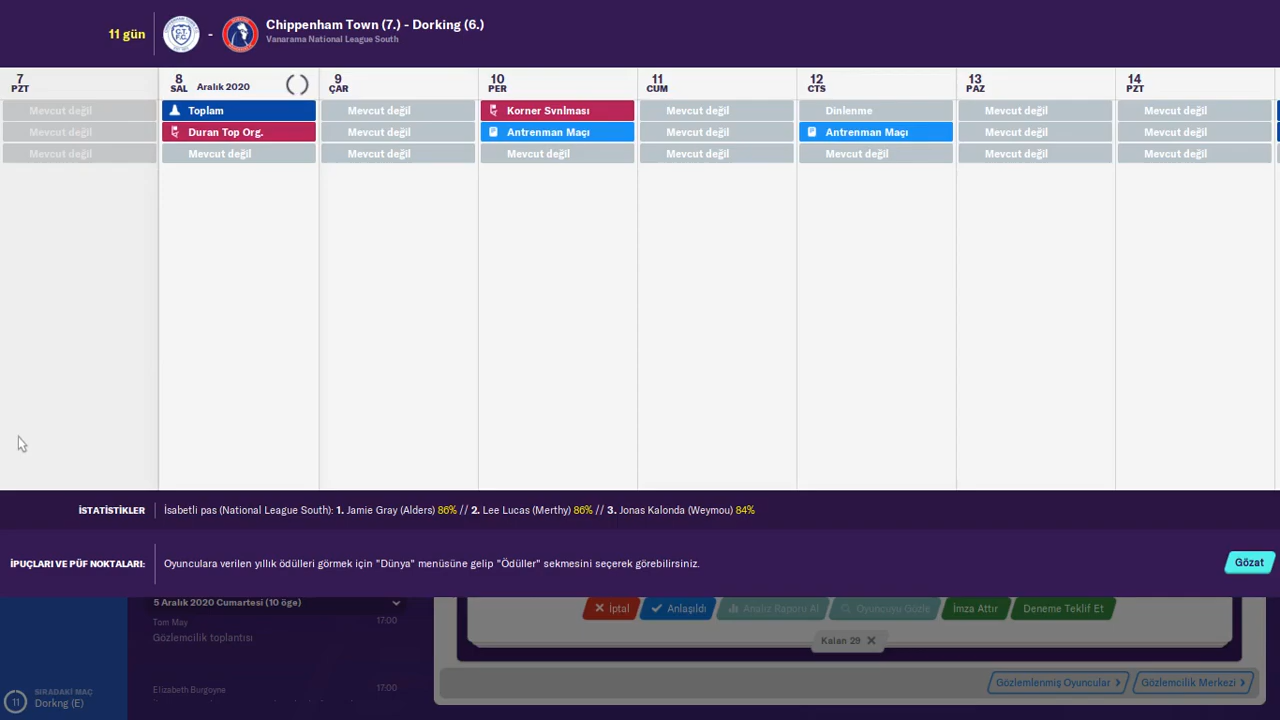 11 gün
Chippenham Town (7.) - Dorking (6.)
Vanarama National League South
7
PZT
Mevcut değil
Mevcut değil
Mevcut değil
8
SAL Aralık 2020
Toplam
Duran Top Org.
Mevcut değil
9
ÇAR
Mevcut değil
Mevcut değil
Mevcut değil
10
PER
Korner Svnlması
Antrenman Maçı
Mevcut değil
11
CUM
Mevcut değil
Mevcut değil
Mevcut değil
12
CTS
Dinlenme
Antrenman Maçı
Mevcut değil
13
PAZ
Mevcut değil
Mevcut değil
Mevcut değil
14
PZT
Mevcut değil
Mevcut değil
Mevcut değil
İSTATİSTİKLER İsabetli pas (National League South): 1. Jamie Gray (Alders) 86% // 2. Lee Lucas (Merthy) 86% // 3. Jonas Kalonda (Weymou) 84%
İPUÇLARI VE PÜF NOKTALARI: Oyunculara verilen yıllık ödülleri görmek için "Dünya" menüsüne gelip "Ödüller" sekmesini seçerek görebilirsiniz.
Gözat
5 Aralık 2020 Cumartesi (10 öge)
Tom May 17:00
Gözlemcilik toplantısı
Elizabeth Burgoyne 17:00
İptal Anlaşıldı Analiz Raporu Al Oyuncuyu Gözle İmza Attır Deneme Teklif Et
Kalan 29
Gözlemlenmiş Oyuncular Gözlemcilik Merkezi
11
SIRADAKİ MAÇ
Dorkng (E)